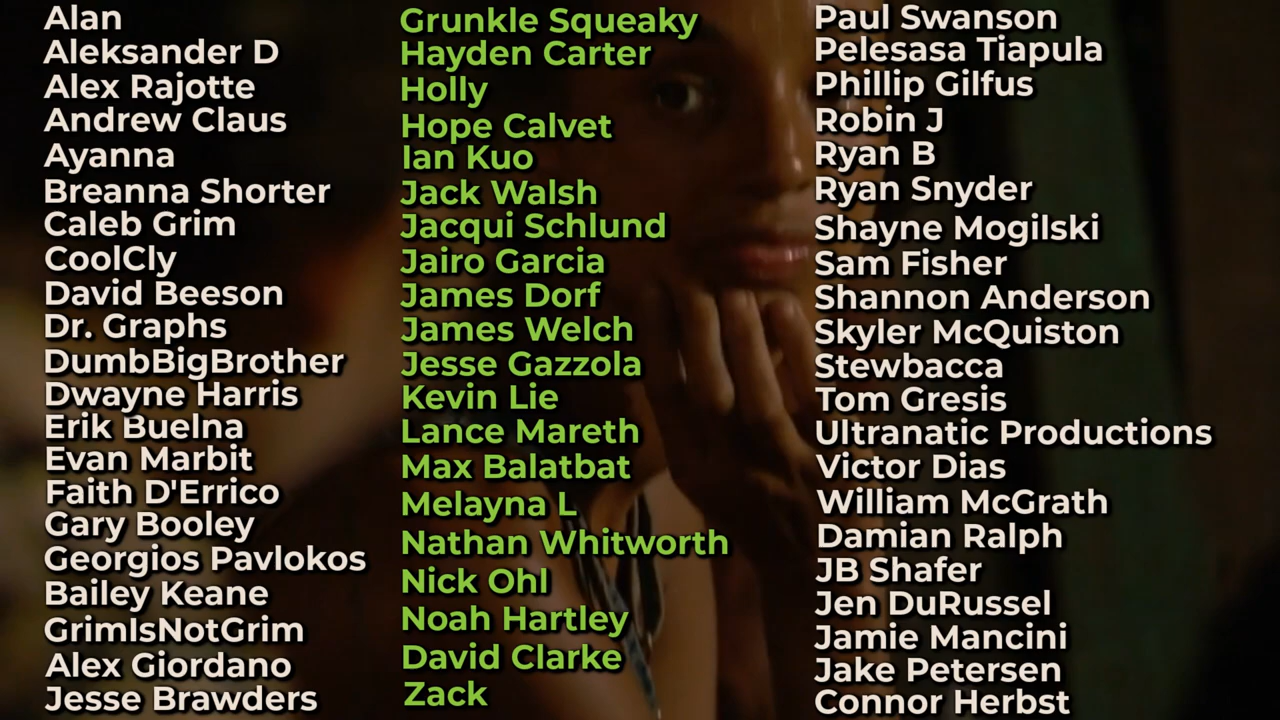 Alan
Aleksander D
Alex Rajotte
Andrew Claus
Ayanna
Breanna Shorter
Caleb Grim
CoolCly
David Beeson
Dr. Graphs
DumbBigBrother
Dwayne Harris
Erik Buelna
Evan Marbit
Faith D'Errico
Gary Booley
Georgios Pavlokos
Bailey Keane
GrimIsNotGrim
Alex Giordano
Jesse Brawders
Grunkle Squeaky
Hayden Carter
Holly
Hope Calvet
Ian Kuo
Jack Walsh
Jacqui Schlund
Jairo Garcia
James Dorf
James Welch
Jesse Gazzola
Kevin Lie
Lance Mareth
Max Balatbat
Melayna L
Nathan Whitworth
Nick Ohl
Noah Hartley
David Clarke
Zack
Paul Swanson
Pelesasa Tiapula
Phillip Gilfus
Robin J
Ryan B
Ryan Snyder
Shayne Mogilski
Sam Fisher
Shannon Anderson
Skyler McQuiston
Stewbacca
Tom Gresis
Ultranatic Productions
Victor Dias
William McGrath
Damian Ralph
JB Shafer
Jen DuRussel
Jamie Mancini
Jake Petersen
Connor Herbst